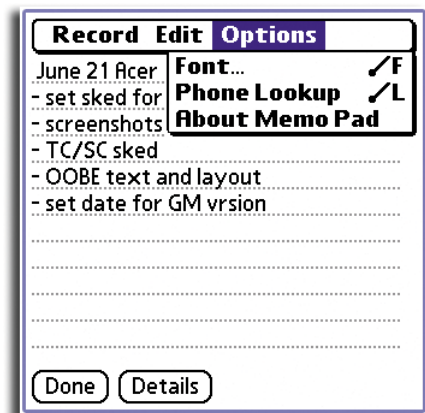 Record Edit Options
June 21 Acer
Font... /F
- set sked for
Phone Lookup /L
- screenshots
About Memo Pad
- TC/SC sked
- OOBE text and layout
- set date for GM vrsion
Done Details